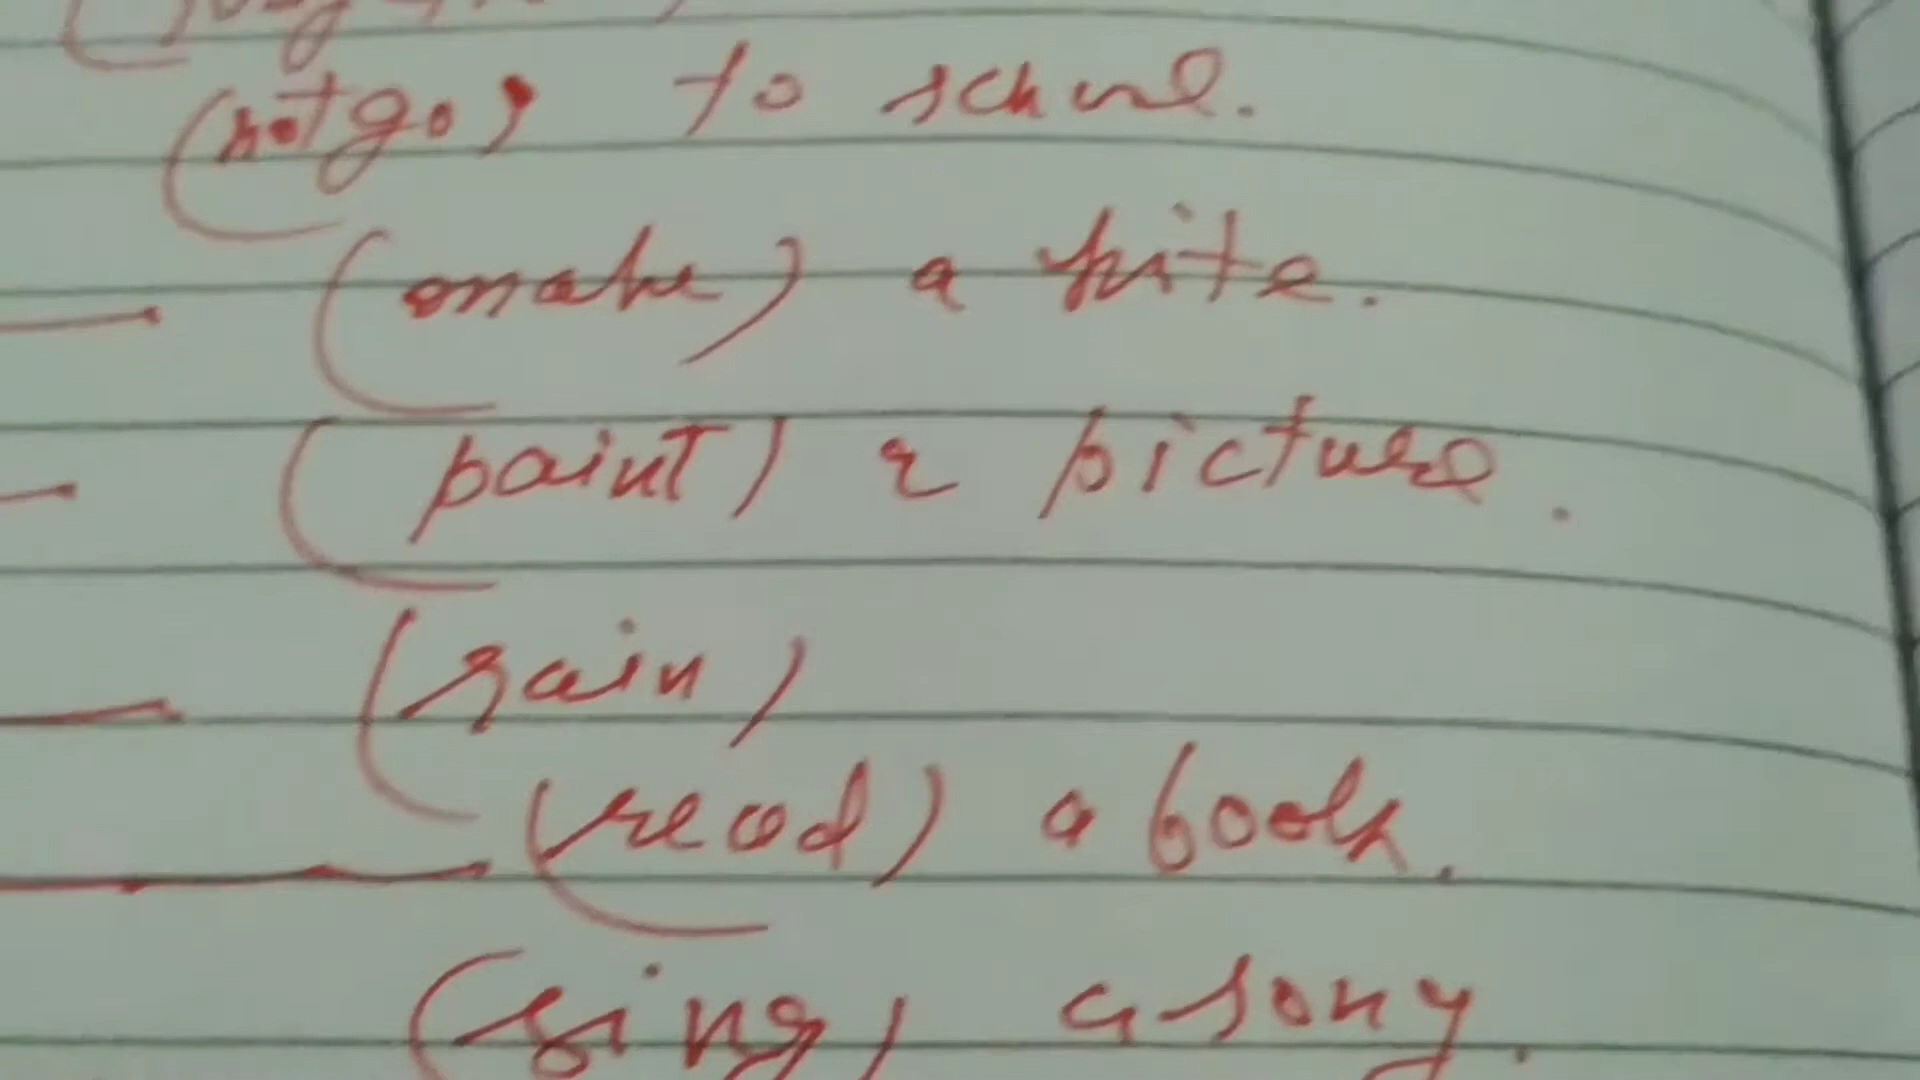 (not go) to school.
(make) a kite.
(paint) a picture.
(rain)
(read) a book.
(sing) a song.